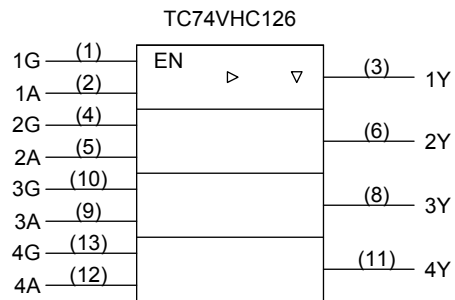 TC74VHC126
1G (1) EN
1A (2)
(3) 1Y
2G (4)
2A (5)
(6) 2Y
3G (10)
3A (9)
(8) 3Y
4G (13)
4A (12)
(11) 4Y